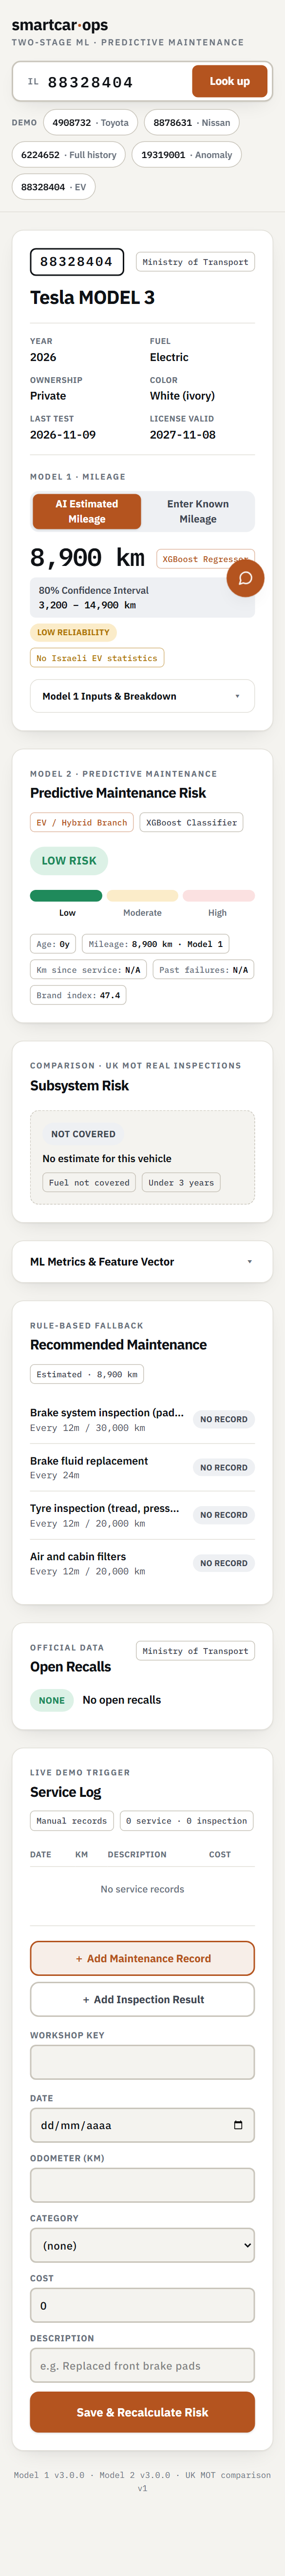 smartcar·ops
TWO-STAGE ML · PREDICTIVE MAINTENANCE
IL 88328404 Look up
DEMO 4908732 · Toyota 8878631 · Nissan
6224652 · Full history 19319001 · Anomaly
88328404 · EV
88328404 Ministry of Transport
Tesla MODEL 3
YEAR FUEL
2026 Electric
OWNERSHIP COLOR
Private White (ivory)
LAST TEST LICENSE VALID
2026-11-09 2027-11-08
MODEL 1 · MILEAGE
AI Estimated Mileage Enter Known Mileage
8,900 km XGBoost Regressor
80% Confidence Interval
3,200 – 14,900 km
LOW RELIABILITY
No Israeli EV statistics
Model 1 Inputs & Breakdown ▾
MODEL 2 · PREDICTIVE MAINTENANCE
Predictive Maintenance Risk
EV / Hybrid Branch XGBoost Classifier
LOW RISK
Low Moderate High
Age: 0y Mileage: 8,900 km · Model 1
Km since service: N/A Past failures: N/A
Brand index: 47.4
COMPARISON · UK MOT REAL INSPECTIONS
Subsystem Risk
NOT COVERED
No estimate for this vehicle
Fuel not covered Under 3 years
ML Metrics & Feature Vector ▾
RULE-BASED FALLBACK
Recommended Maintenance
Estimated · 8,900 km
Brake system inspection (pad... NO RECORD
Every 12m / 30,000 km
Brake fluid replacement NO RECORD
Every 24m
Tyre inspection (tread, press... NO RECORD
Every 12m / 20,000 km
Air and cabin filters NO RECORD
Every 12m / 20,000 km
OFFICIAL DATA Ministry of Transport
Open Recalls
NONE No open recalls
LIVE DEMO TRIGGER
Service Log
Manual records 0 service · 0 inspection
DATE KM DESCRIPTION COST
No service records
+ Add Maintenance Record
+ Add Inspection Result
WORKSHOP KEY
DATE
dd/mm/aaaa
ODOMETER (KM)
CATEGORY
(none)
COST
0
DESCRIPTION
e.g. Replaced front brake pads
Save & Recalculate Risk
Model 1 v3.0.0 · Model 2 v3.0.0 · UK MOT comparison
v1